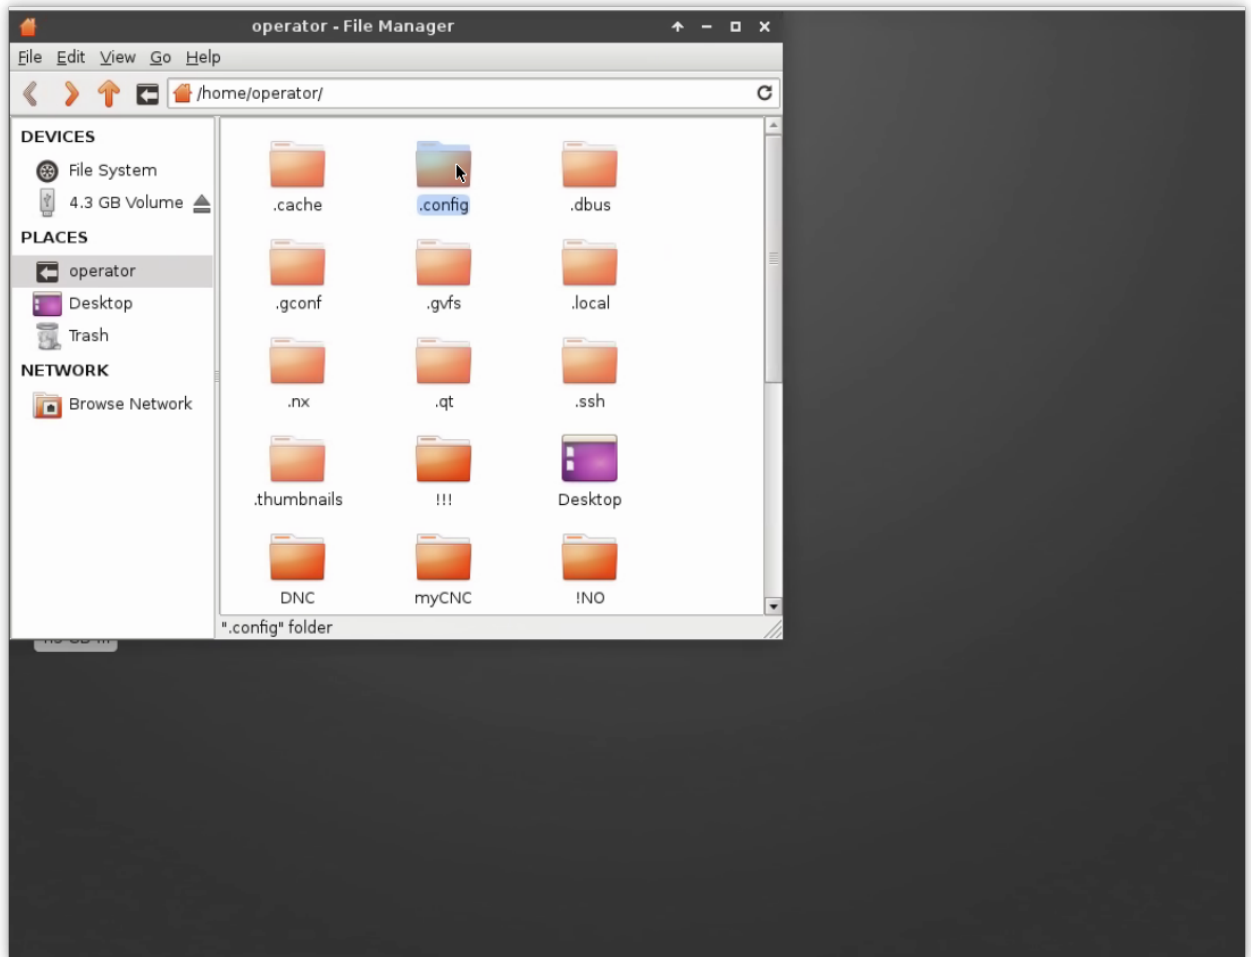 operator - File Manager
File Edit View Go Help
/home/operator/
DEVICES
File System
4.3 GB Volume
PLACES
operator
Desktop
Trash
NETWORK
Browse Network
.cache .config .dbus
.gconf .gvfs .local
.nx .qt .ssh
.thumbnails !!! Desktop
DNC myCNC !NO
".config" folder